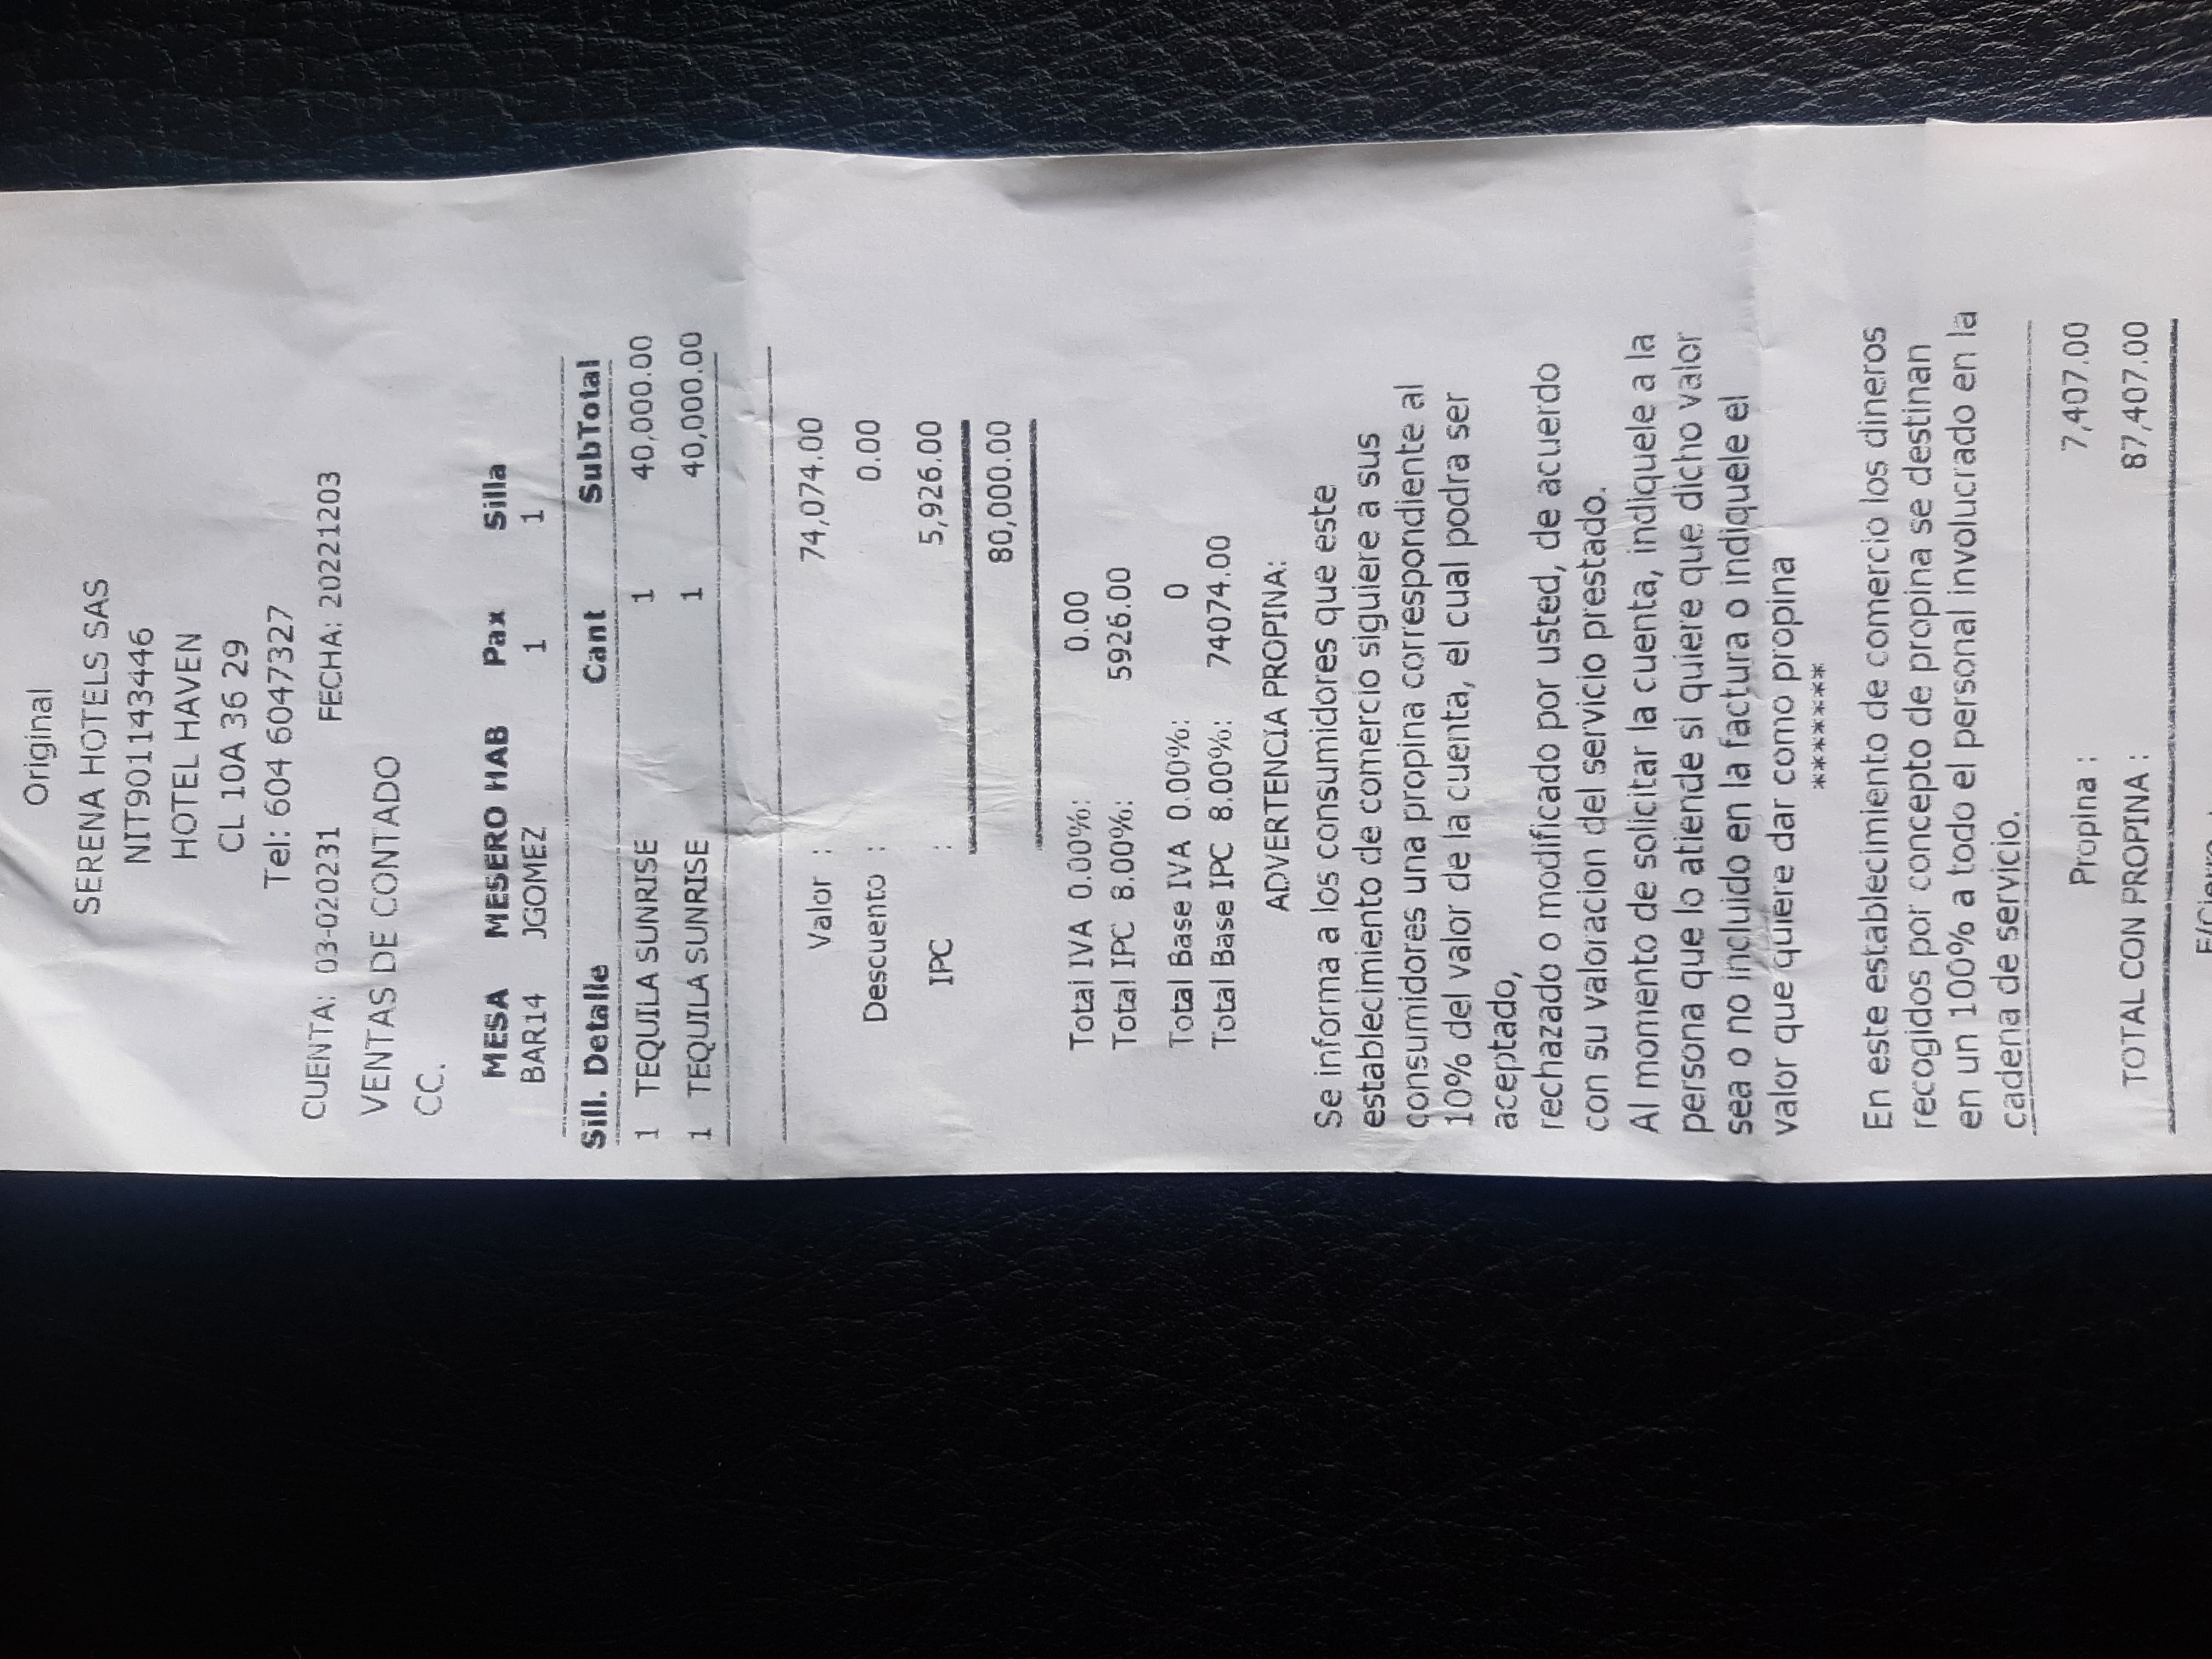 Original
SERENA HOTELS SAS
NIT901143446
HOTEL HAVEN
CL 10A 36 29
Tel: 604 6047327
CUENTA: 03-020231 FECHA: 20221203
VENTAS DE CONTADO
CC.
MESA MESERO HAB Pax Silla
BAR14 JGOMEZ 1 1
Sill. Detalle Cant SubTotal
1 TEQUILA SUNRISE 1 40,000.00
1 TEQUILA SUNRISE 1 40,000.00
Valor : 74,074.00
Descuento : 0.00
IPC : 5,926.00
80,000.00
Total IVA 0.00%: 0.00
Total IPC 8.00%: 5926.00
Total Base IVA 0.00%: 0
Total Base IPC 8.00%: 74074.00
ADVERTENCIA PROPINA:
Se informa a los consumidores que este
establecimiento de comercio siguiere a sus
consumidores una propina correspondiente al
10% del valor de la cuenta, el cual podra ser
aceptado,
rechazado o modificado por usted, de acuerdo
con su valoracion del servicio prestado.
Al momento de solicitar la cuenta, indiquele a la
persona que lo atiende si quiere que dicho valor
sea o no incluido en la factura o indiquele el
valor que quiere dar como propina
********
En este establecimiento de comercio los dineros
recogidos por concepto de propina se destinan
en un 100% a todo el personal involucrado en la
cadena de servicio.
Propina : 7,407.00
TOTAL CON PROPINA : 87,407.00